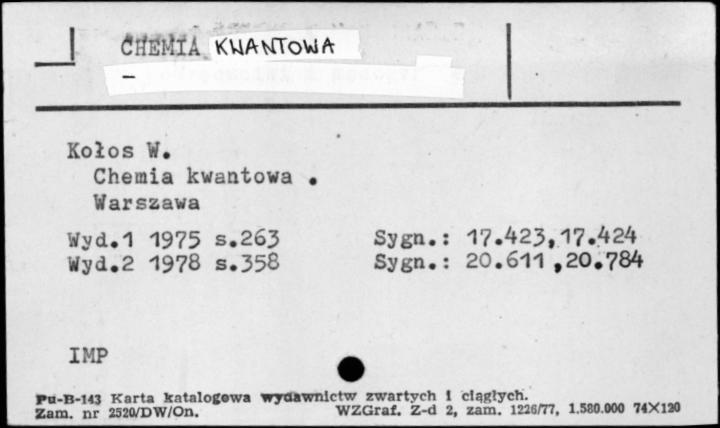 CHEMIA KWANTOWA
–
Kołos W.
Chemia kwantowa .
Warszawa
Wyd.1 1975 s.263 Sygn.: 17.423,17.424
Wyd.2 1978 s.358 Sygn.: 20.611,20.784
IMP
Pu-B-143 Karta katalogowa wydawnictw zwartych i ciągłych.
Zam. nr 2520/DW/On. WZGraf. Z-d 2, zam. 1226/77, 1.580.000 74×120